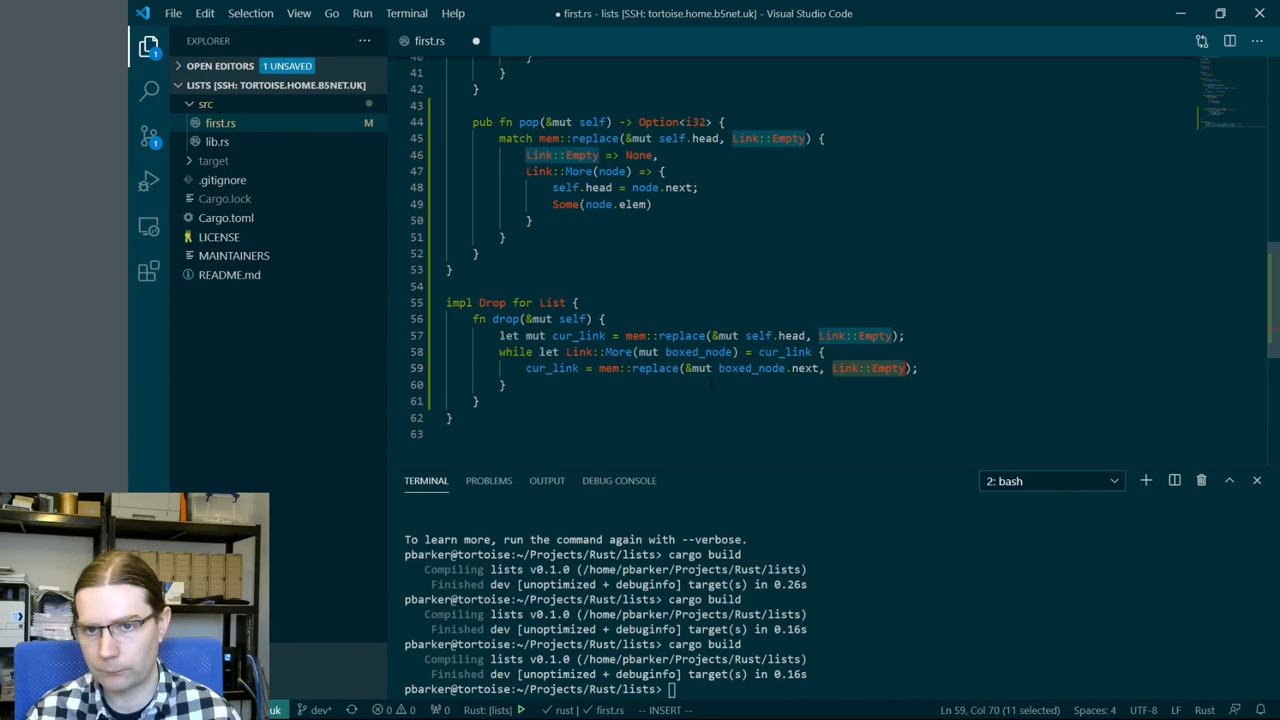 File Edit Selection View Go Run Terminal Help
● first.rs - lists [SSH: tortoise.home.b5net.uk] - Visual Studio Code
EXPLORER
OPEN EDITORS 1 UNSAVED
LISTS [SSH: TORTOISE.HOME.B5NET.UK]
src
first.rs M
lib.rs
target
.gitignore
Cargo.lock
Cargo.toml
LICENSE
MAINTAINERS
README.md
first.rs
40 }
41 }
42 }
43
44 pub fn pop(&mut self) -> Option<i32> {
45 match mem::replace(&mut self.head, Link::Empty) {
46 Link::Empty => None,
47 Link::More(node) => {
48 self.head = node.next;
49 Some(node.elem)
50 }
51 }
52 }
53 }
54
55 impl Drop for List {
56 fn drop(&mut self) {
57 let mut cur_link = mem::replace(&mut self.head, Link::Empty);
58 while let Link::More(mut boxed_node) = cur_link {
59 cur_link = mem::replace(&mut boxed_node.next, Link::Empty);
60 }
61 }
62 }
63
TERMINAL PROBLEMS OUTPUT DEBUG CONSOLE
2: bash
To learn more, run the command again with --verbose.
pbarker@tortoise:~/Projects/Rust/lists> cargo build
Compiling lists v0.1.0 (/home/pbarker/Projects/Rust/lists)
Finished dev [unoptimized + debuginfo] target(s) in 0.26s
pbarker@tortoise:~/Projects/Rust/lists> cargo build
Compiling lists v0.1.0 (/home/pbarker/Projects/Rust/lists)
Finished dev [unoptimized + debuginfo] target(s) in 0.16s
pbarker@tortoise:~/Projects/Rust/lists> cargo build
Compiling lists v0.1.0 (/home/pbarker/Projects/Rust/lists)
Finished dev [unoptimized + debuginfo] target(s) in 0.16s
pbarker@tortoise:~/Projects/Rust/lists>
uk dev* 0 0 0 Rust: [lists] rust | first.rs -- INSERT -- Ln 59, Col 70 (11 selected) Spaces: 4 UTF-8 LF Rust